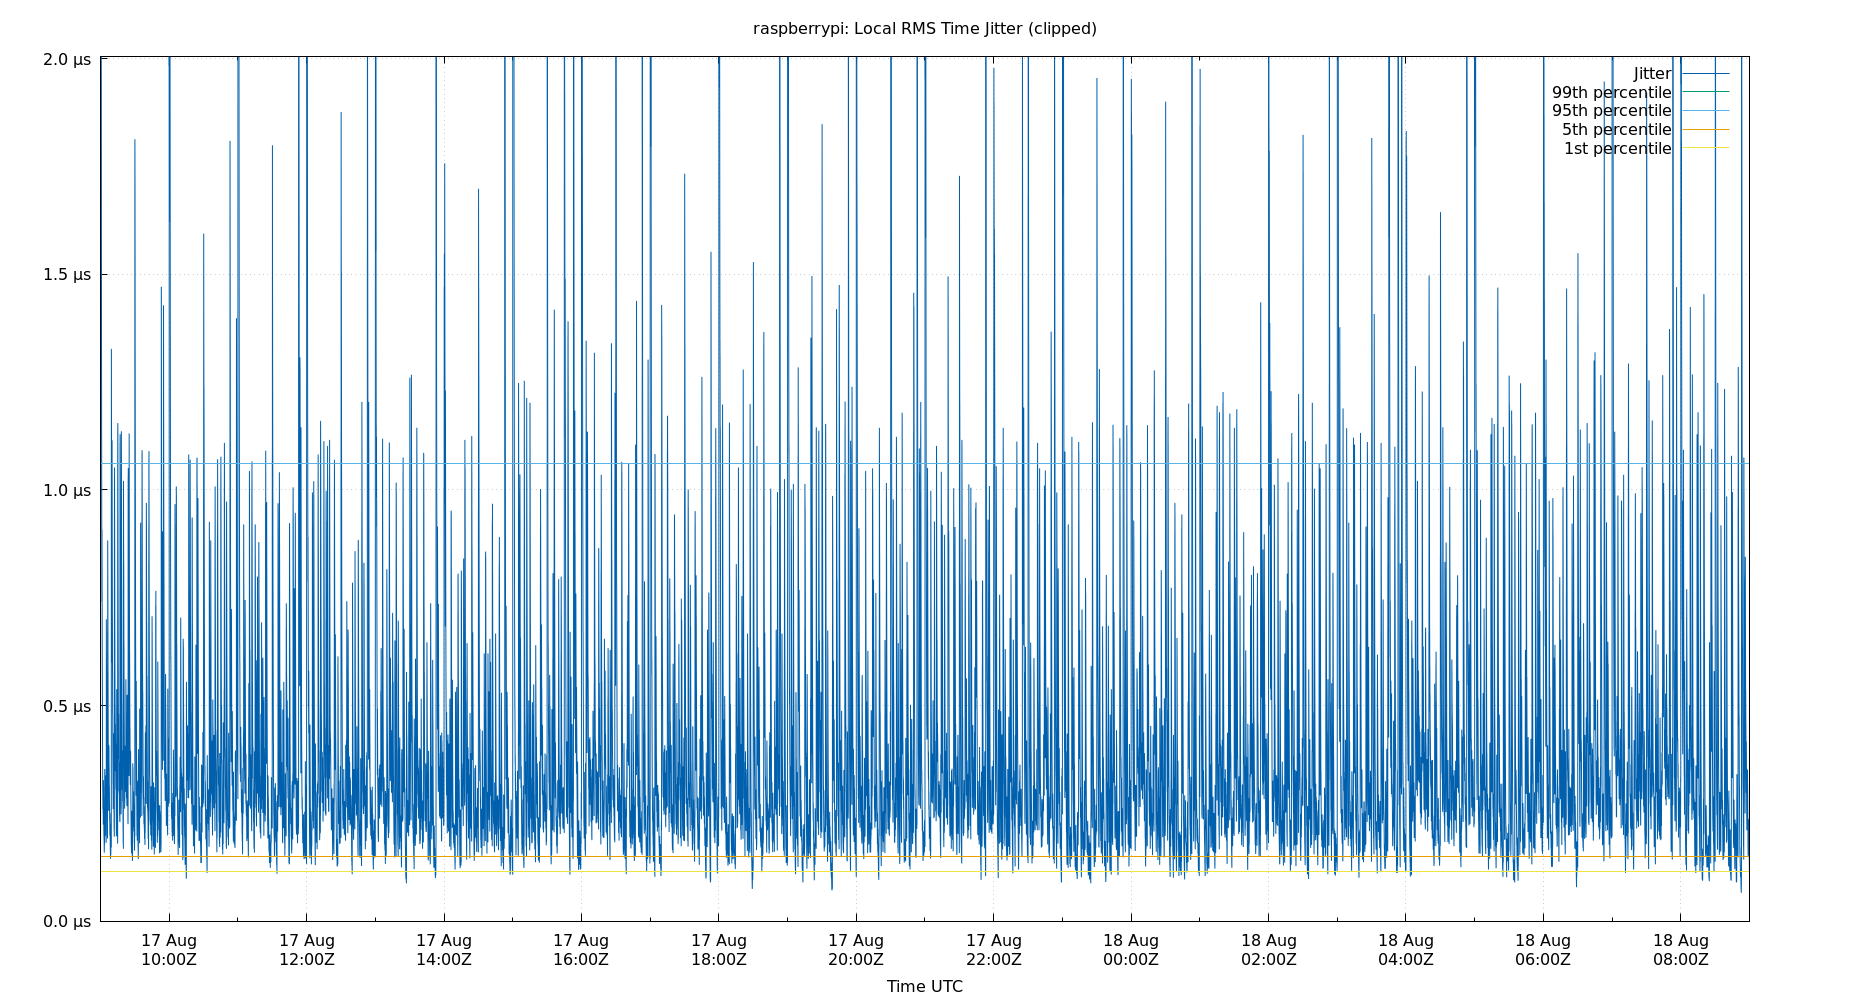 raspberrypi: Local RMS Time Jitter (clipped)
2.0 µs
1.5 µs
1.0 µs
0.5 µs
0.0 µs
Jitter
99th percentile
95th percentile
5th percentile
1st percentile
17 Aug 17 Aug 17 Aug 17 Aug 17 Aug 17 Aug 17 Aug 18 Aug 18 Aug 18 Aug 18 Aug 18 Aug
10:00Z 12:00Z 14:00Z 16:00Z 18:00Z 20:00Z 22:00Z 00:00Z 02:00Z 04:00Z 06:00Z 08:00Z
Time UTC